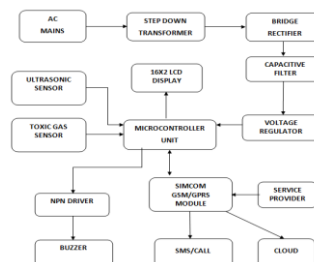 AC
MAINS
STEP DOWN
TRANSFORMER
BRIDGE
RECTIFIER
ULTRASONIC
SENSOR
16X2 LCD
DISPLAY
CAPACITIVE
FILTER
TOXIC GAS
SENSOR
MICROCONTROLLER
UNIT
VOLTAGE
REGULATOR
NPN DRIVER
SIMCOM
GSM/GPRS
MODULE
SERVICE
PROVIDER
BUZZER
SMS/CALL
CLOUD